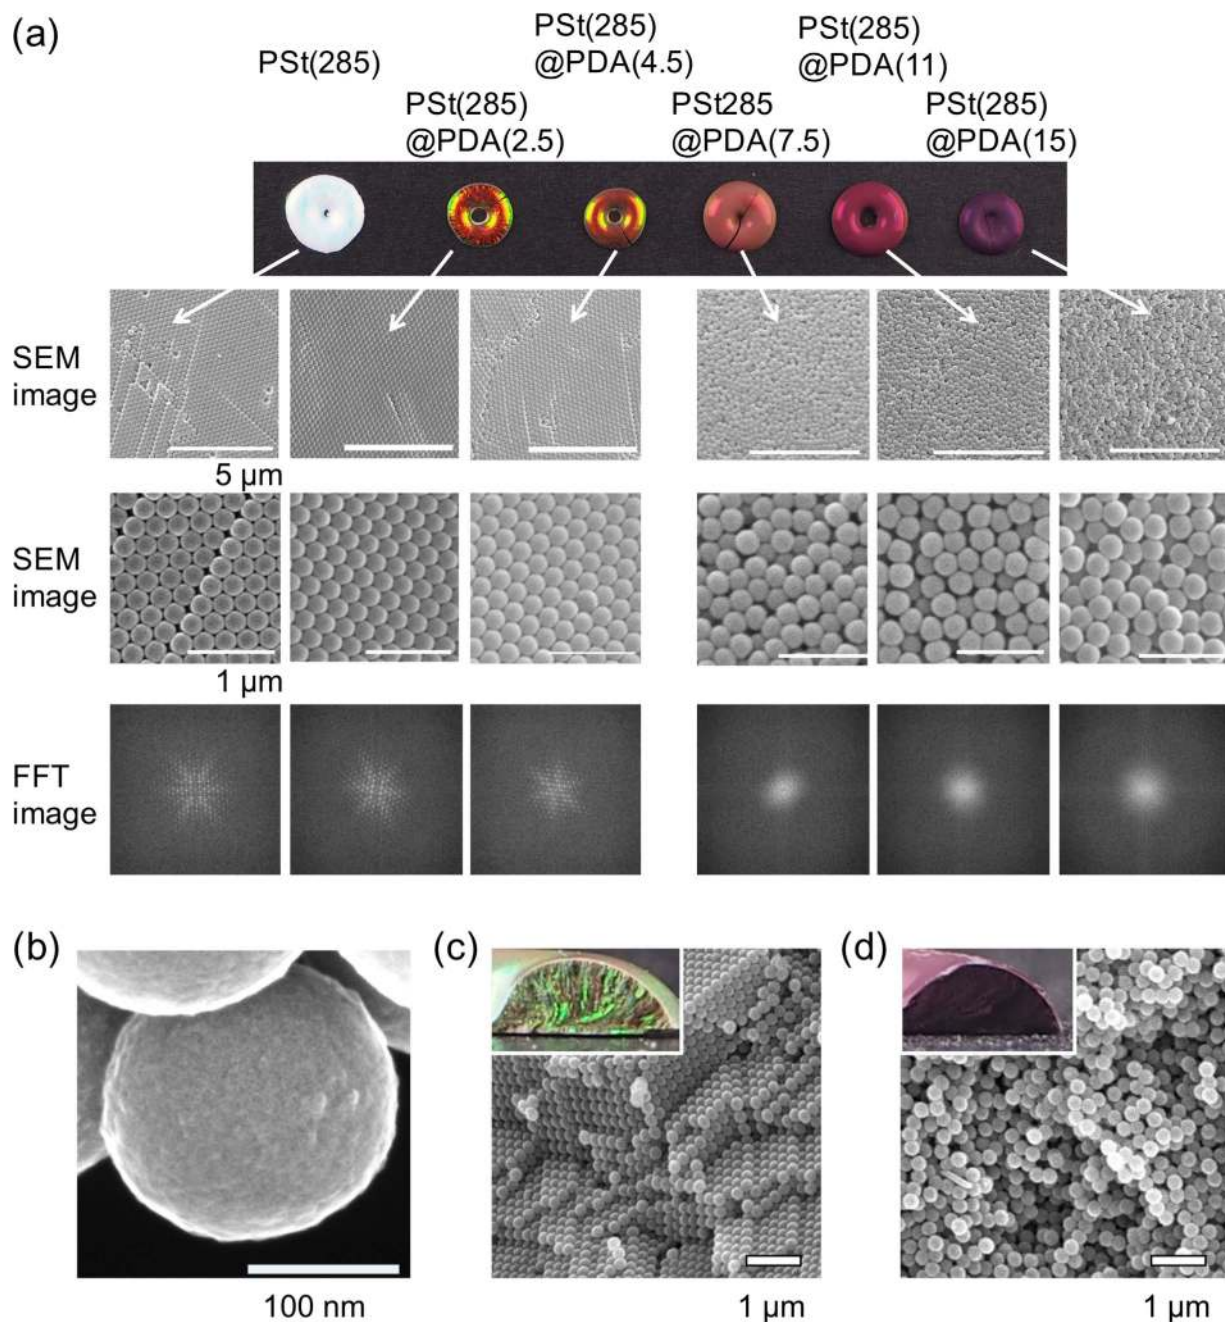 (a)
PSt(285)
PSt(285)
@PDA(2.5)
PSt(285)
@PDA(4.5)
PSt285
@PDA(7.5)
PSt(285)
@PDA(11)
PSt(285)
@PDA(15)
SEM
image
5 µm
SEM
image
1 µm
FFT
image
(b)
100 nm
(c)
1 µm
(d)
1 µm